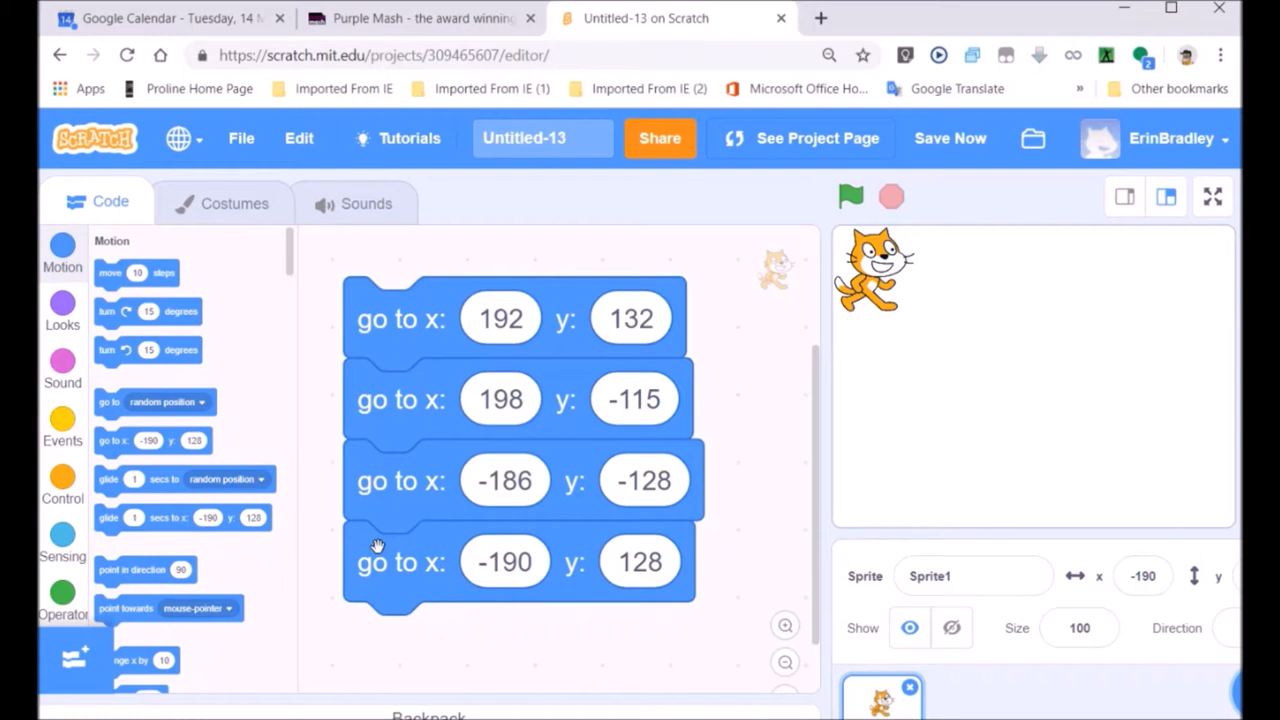 Google Calendar - Tuesday, 14 M
Purple Mash - the award winning
Untitled-13 on Scratch
https://scratch.mit.edu/projects/309465607/editor/
2
Apps
Proline Home Page
Imported From IE
Imported From IE (1)
Imported From IE (2)
Microsoft Office Ho...
Google Translate
»
Other bookmarks
SCRATCH
File
Edit
Tutorials
Untitled-13
Share
See Project Page
Save Now
ErinBradley
Code
Costumes
Sounds
Motion
Looks
Sound
Events
Control
Sensing
Operator
Motion
move 10 steps
turn 15 degrees
turn 15 degrees
go to random position
go to x: -190 y: 128
glide 1 secs to random position
glide 1 secs to x: -190 y: 128
point in direction 90
point towards mouse-pointer
nge x by 10
go to x: 192 y: 132
go to x: 198 y: -115
go to x: -186 y: -128
go to x: -190 y: 128
Backpack
Sprite Sprite1 x -190 y
Show Size 100 Direction